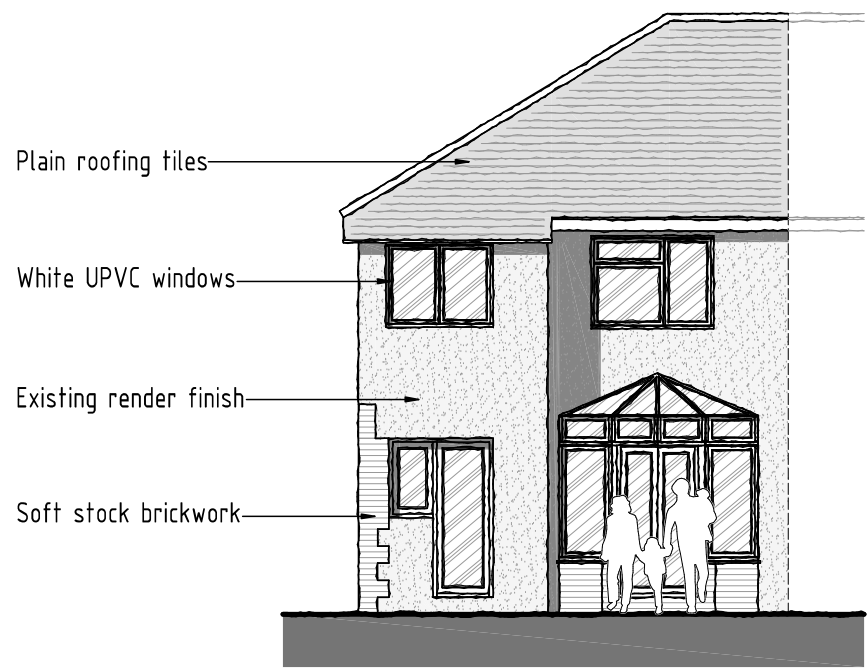 Plain roofing tiles
White UPVC windows
Existing render finish
Soft stock brickwork